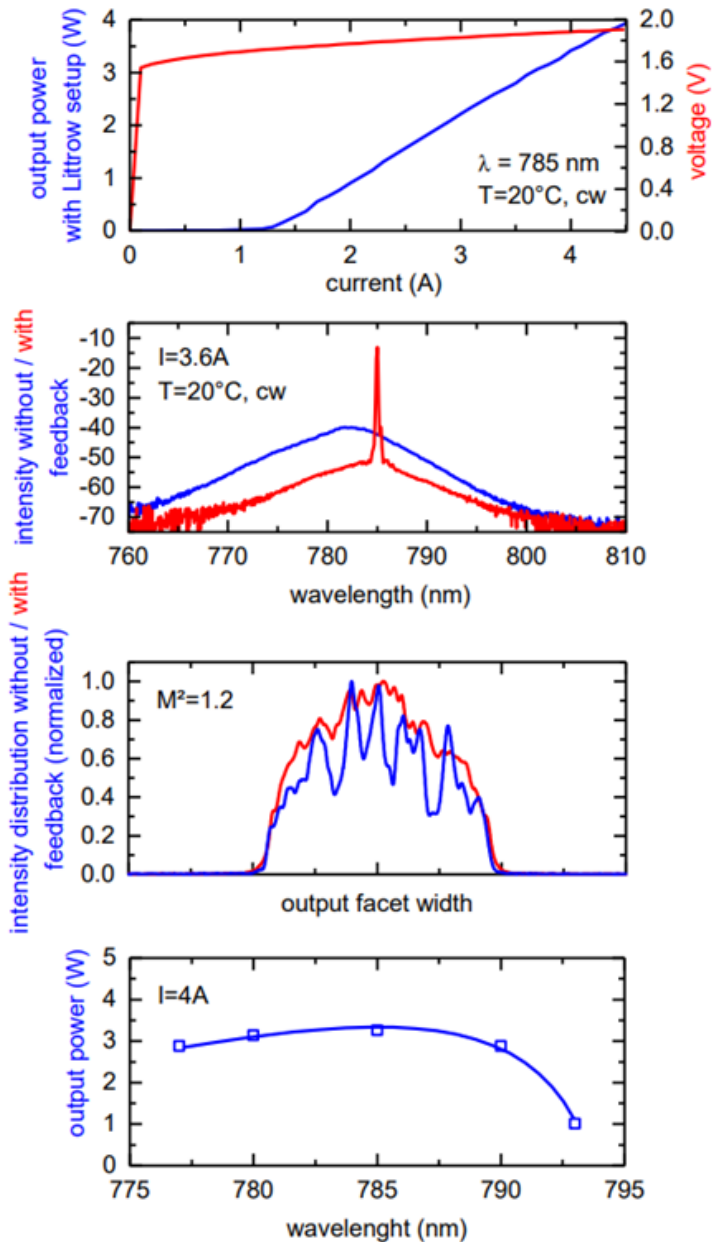 output power
with Littrow setup (W)
4
3
2
1
0
2.0
1.6
1.2
0.8
0.4
0.0
voltage (V)
λ = 785 nm
T=20°C, cw
0 1 2 3 4
current (A)
intensity without / with
feedback
-10
-20
-30
-40
-50
-60
-70
I=3.6A
T=20°C, cw
760 770 780 790 800 810
wavelength (nm)
intensity distribution without / with
feedback (normalized)
1.0
0.8
0.6
0.4
0.2
0.0
M²=1.2
output facet width
output power (W)
5
4
3
2
1
0
I=4A
775 780 785 790 795
wavelenght (nm)